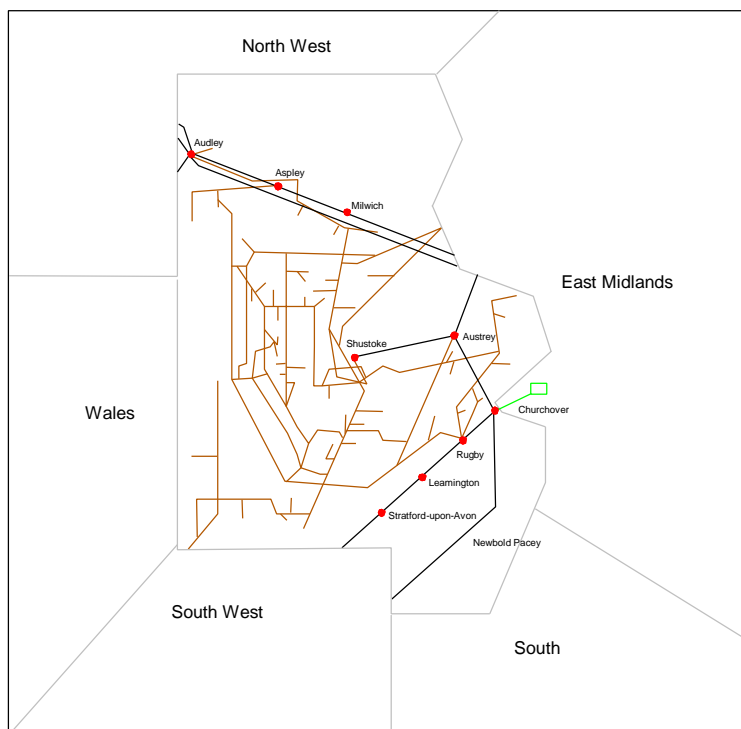 North West
Audley
Aspley
Milwich
East Midlands
Austrey
Shustoke
Wales
Churchover
Rugby
Leamington
Stratford-upon-Avon
Newbold Pacey
South West
South